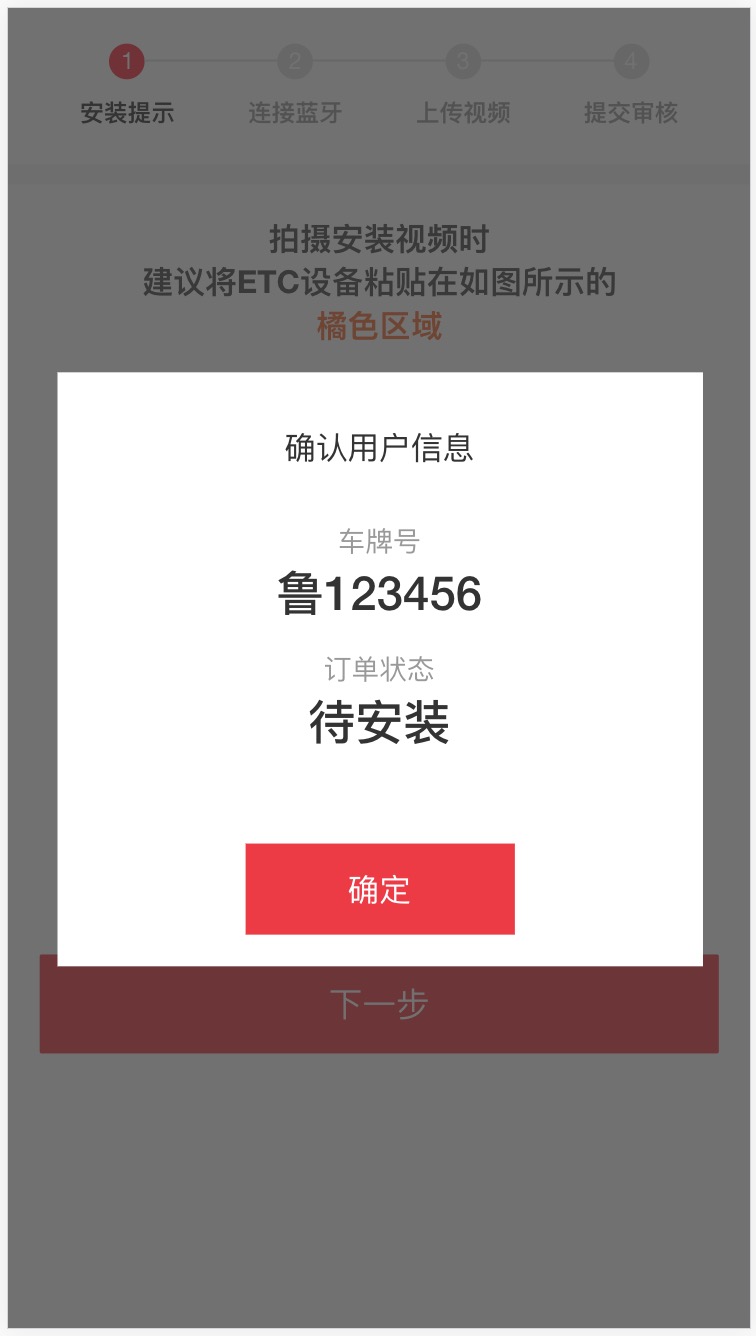 1 2 3 4
安装提示 连接蓝牙 上传视频 提交审核
拍摄安装视频时
建议将ETC设备粘贴在如图所示的
橘色区域
确认用户信息
车牌号
鲁123456
订单状态
待安装
确定
下一步